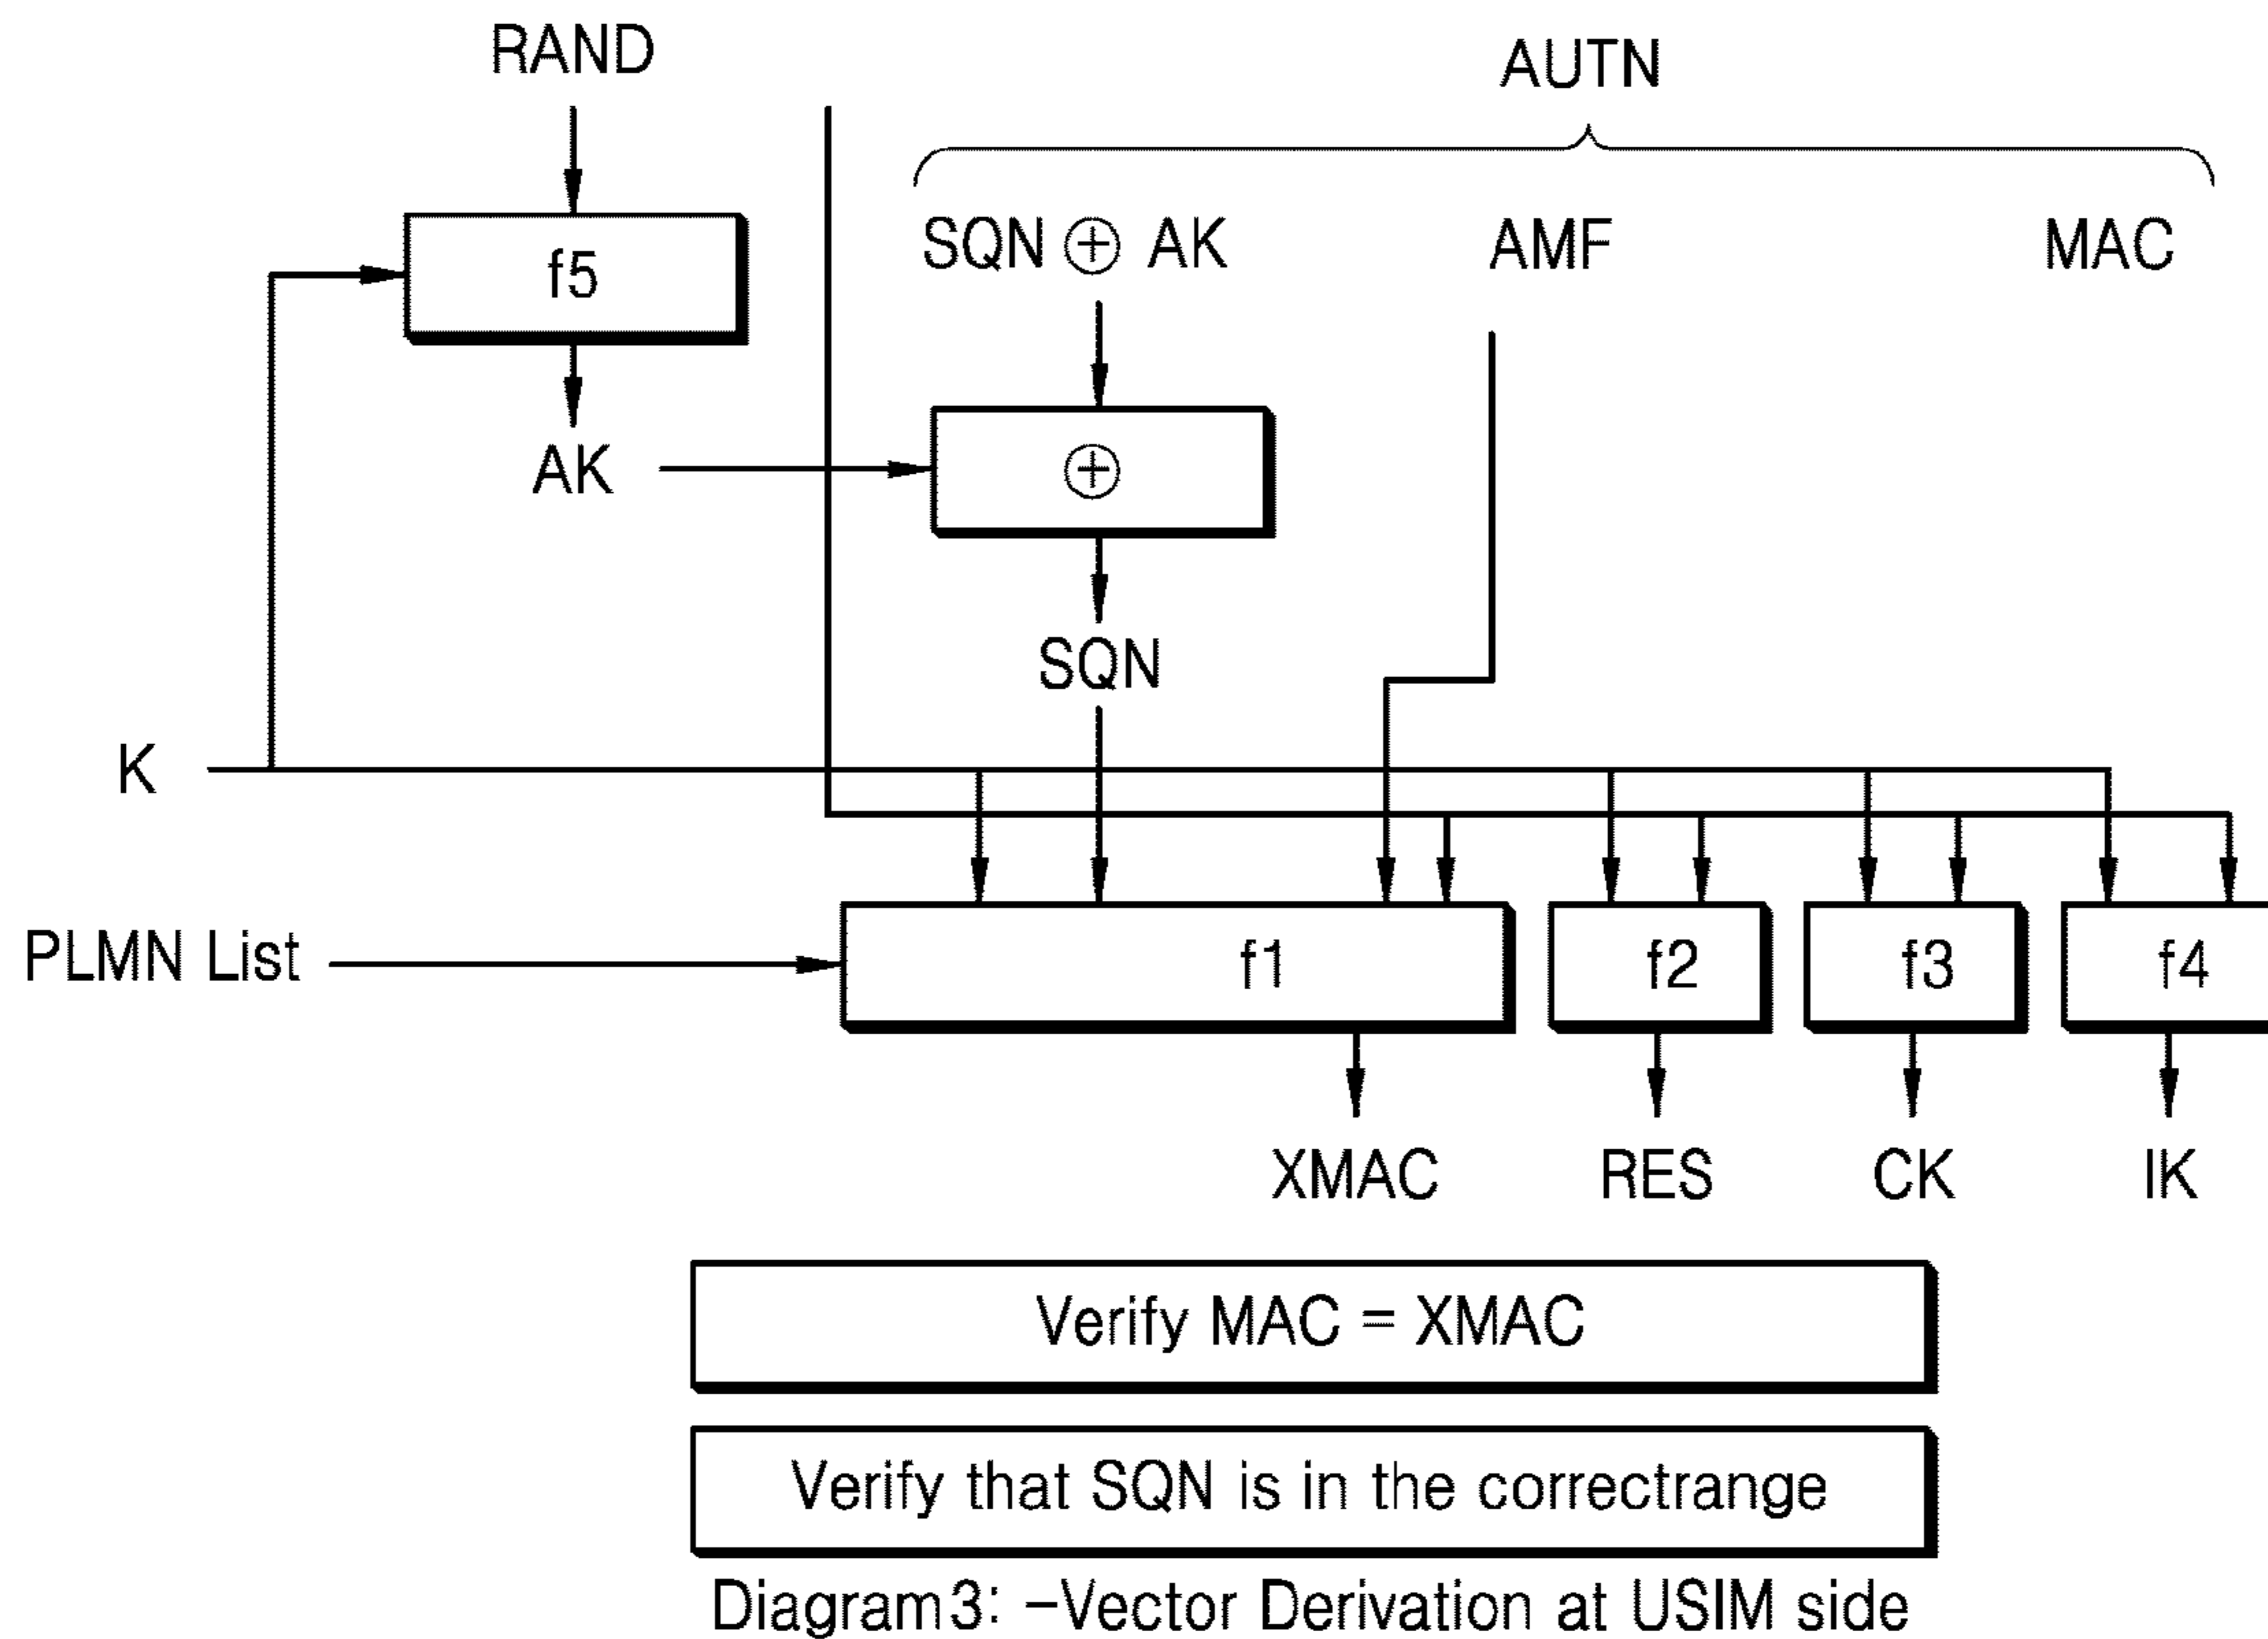 RAND
AUTN
f5
SQN ⊕ AK
AMF
MAC
AK
⊕
SQN
K
PLMN List
f1
f2
f3
f4
XMAC
RES
CK
IK
Verify MAC = XMAC
Verify that SQN is in the correctrange
Diagram3: –Vector Derivation at USIM side